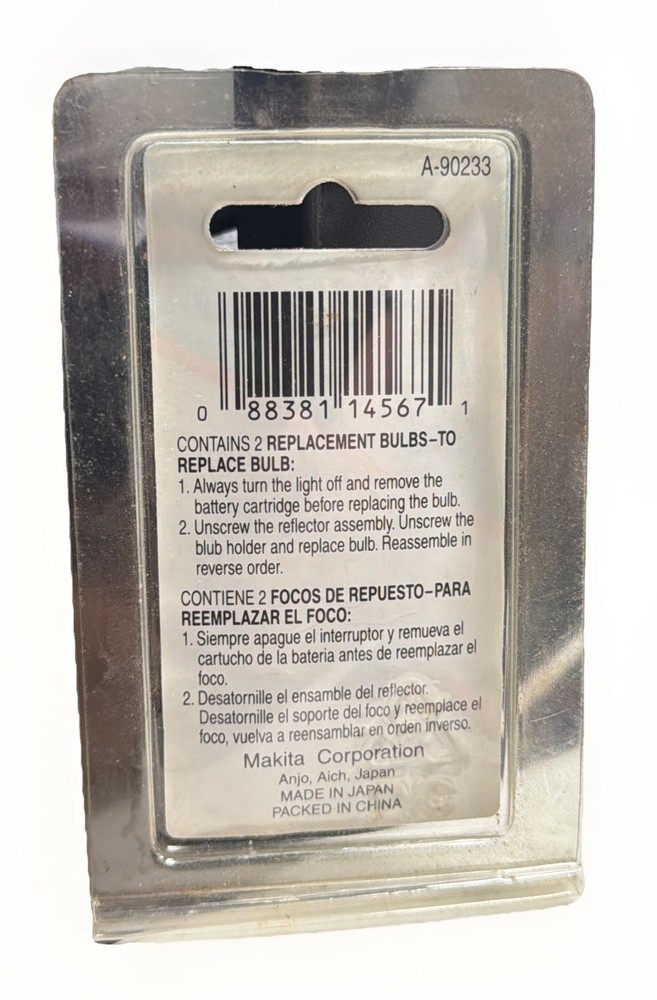 A-90233
0 88381 14567 1
CONTAINS 2 REPLACEMENT BULBS–TO
REPLACE BULB:
1. Always turn the light off and remove the
battery cartridge before replacing the bulb.
2. Unscrew the reflector assembly. Unscrew the
blub holder and replace bulb. Reassemble in
reverse order.
CONTIENE 2 FOCOS DE REPUESTO–PARA
REEMPLAZAR EL FOCO:
1. Siempre apague el interruptor y remueva el
cartucho de la bateria antes de reemplazar el
foco.
2. Desatornille el ensamble del reflector.
Desatornille el soporte del foco y reemplace el
foco, vuelva a reensamblar en orden inverso.
Makita Corporation
Anjo, Aich, Japan
MADE IN JAPAN
PACKED IN CHINA